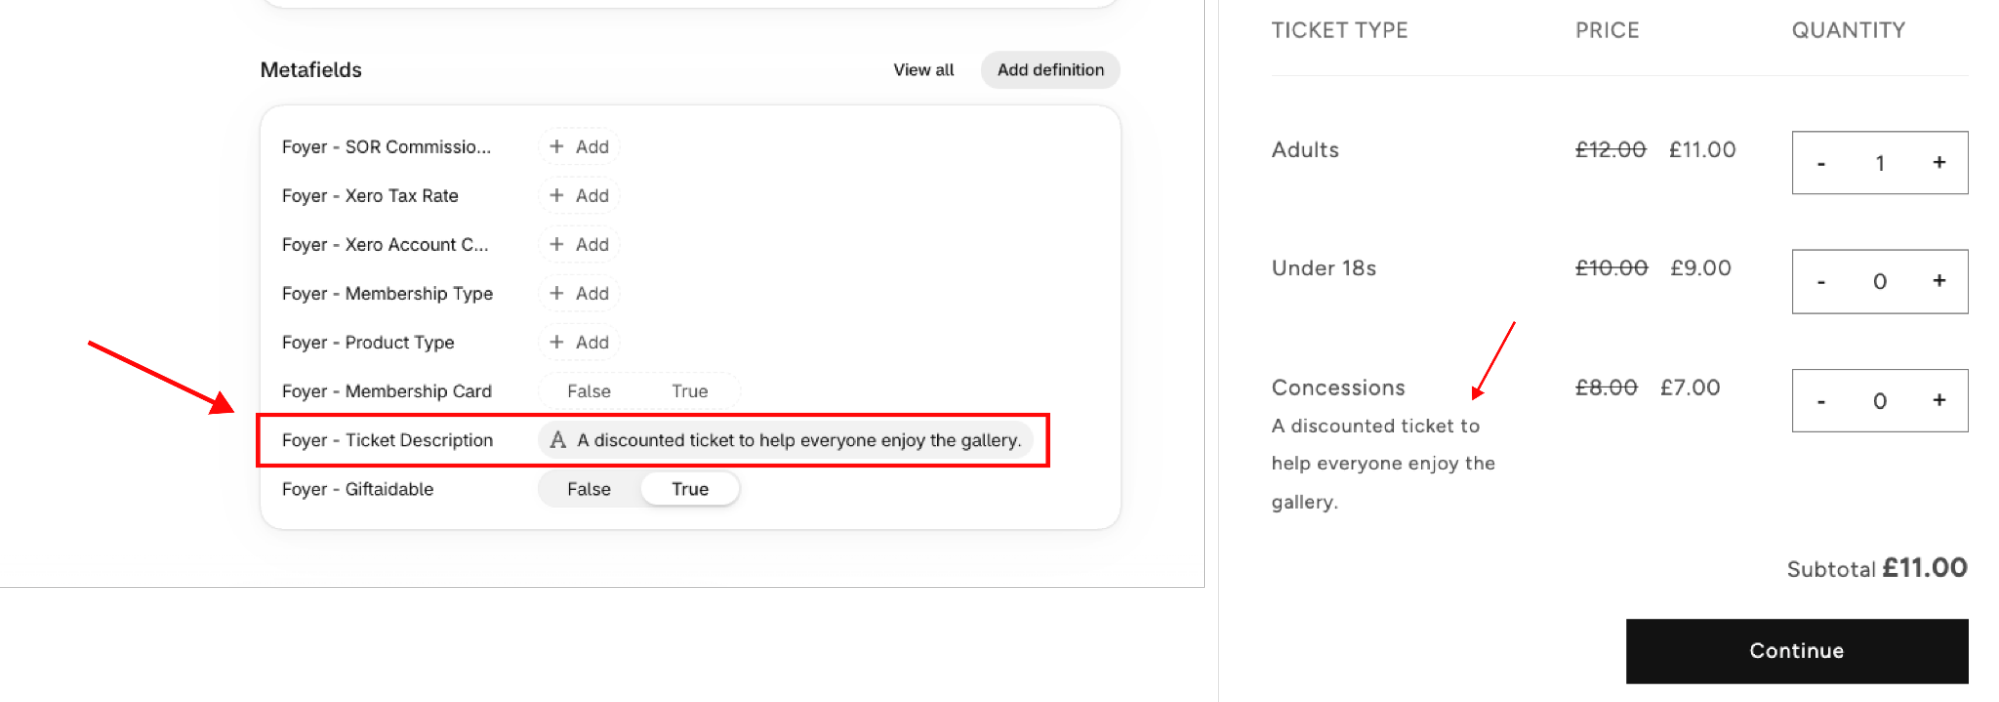 Metafields View all Add definition
Foyer - SOR Commissio... + Add
Foyer - Xero Tax Rate + Add
Foyer - Xero Account C... + Add
Foyer - Membership Type + Add
Foyer - Product Type + Add
Foyer - Membership Card False True
Foyer - Ticket Description A A discounted ticket to help everyone enjoy the gallery.
Foyer - Giftaidable False True
TICKET TYPE PRICE QUANTITY
Adults £12.00 £11.00 - 1 +
Under 18s £10.00 £9.00 - 0 +
Concessions £8.00 £7.00 - 0 +
A discounted ticket to
help everyone enjoy the
gallery.
Subtotal £11.00
Continue